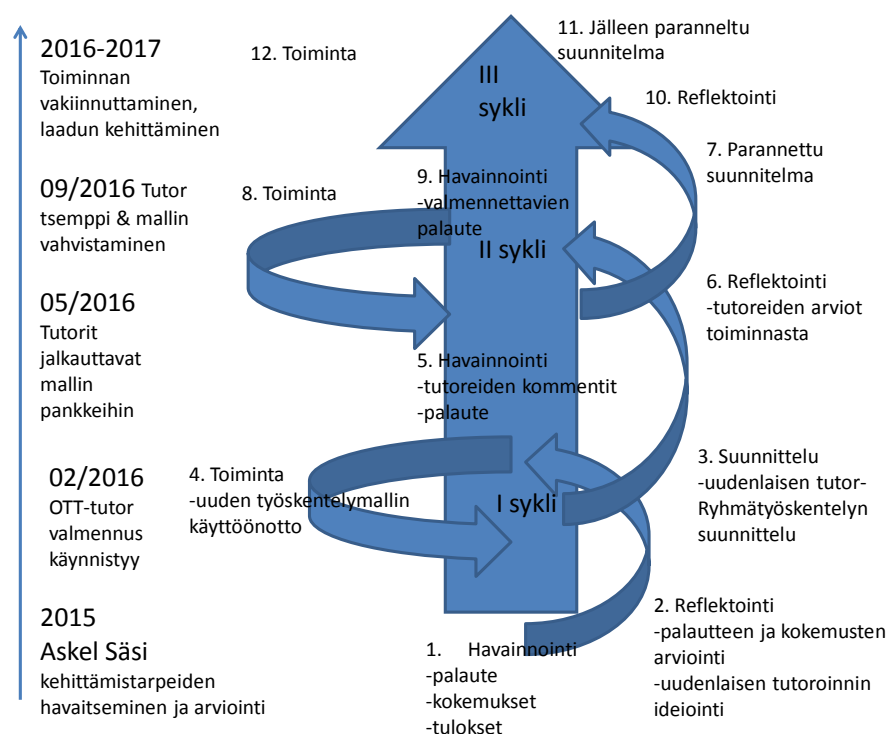 2016-2017
Toiminnan
vakiinnuttaminen,
laadun kehittäminen
09/2016 Tutor
tsemppi & mallin
vahvistaminen
05/2016
Tutorit
jalkauttavat
mallin
pankkeihin
02/2016
OTT-tutor
valmennus
käynnistyy
2015
Askel Säsi
kehittämistarpeiden
havaitseminen ja arviointi
12. Toiminta
11. Jälleen paranneltu
suunnitelma
III
sykli
10. Reflektointi
7. Parannettu
suunnitelma
8. Toiminta
9. Havainnointi
-valmennettavien
palaute
II sykli
6. Reflektointi
-tutoreiden arviot
toiminnasta
5. Havainnointi
-tutoreiden kommentit
-palaute
4. Toiminta
-uuden työskentelymallin
käyttöönotto
I sykli
3. Suunnittelu
-uudenlaisen tutor-
Ryhmätyöskentelyn
suunnittelu
1. Havainnointi
-palaute
-kokemukset
-tulokset
2. Reflektointi
-palautteen ja kokemusten
arviointi
-uudenlaisen tutoroinnin
ideiointi